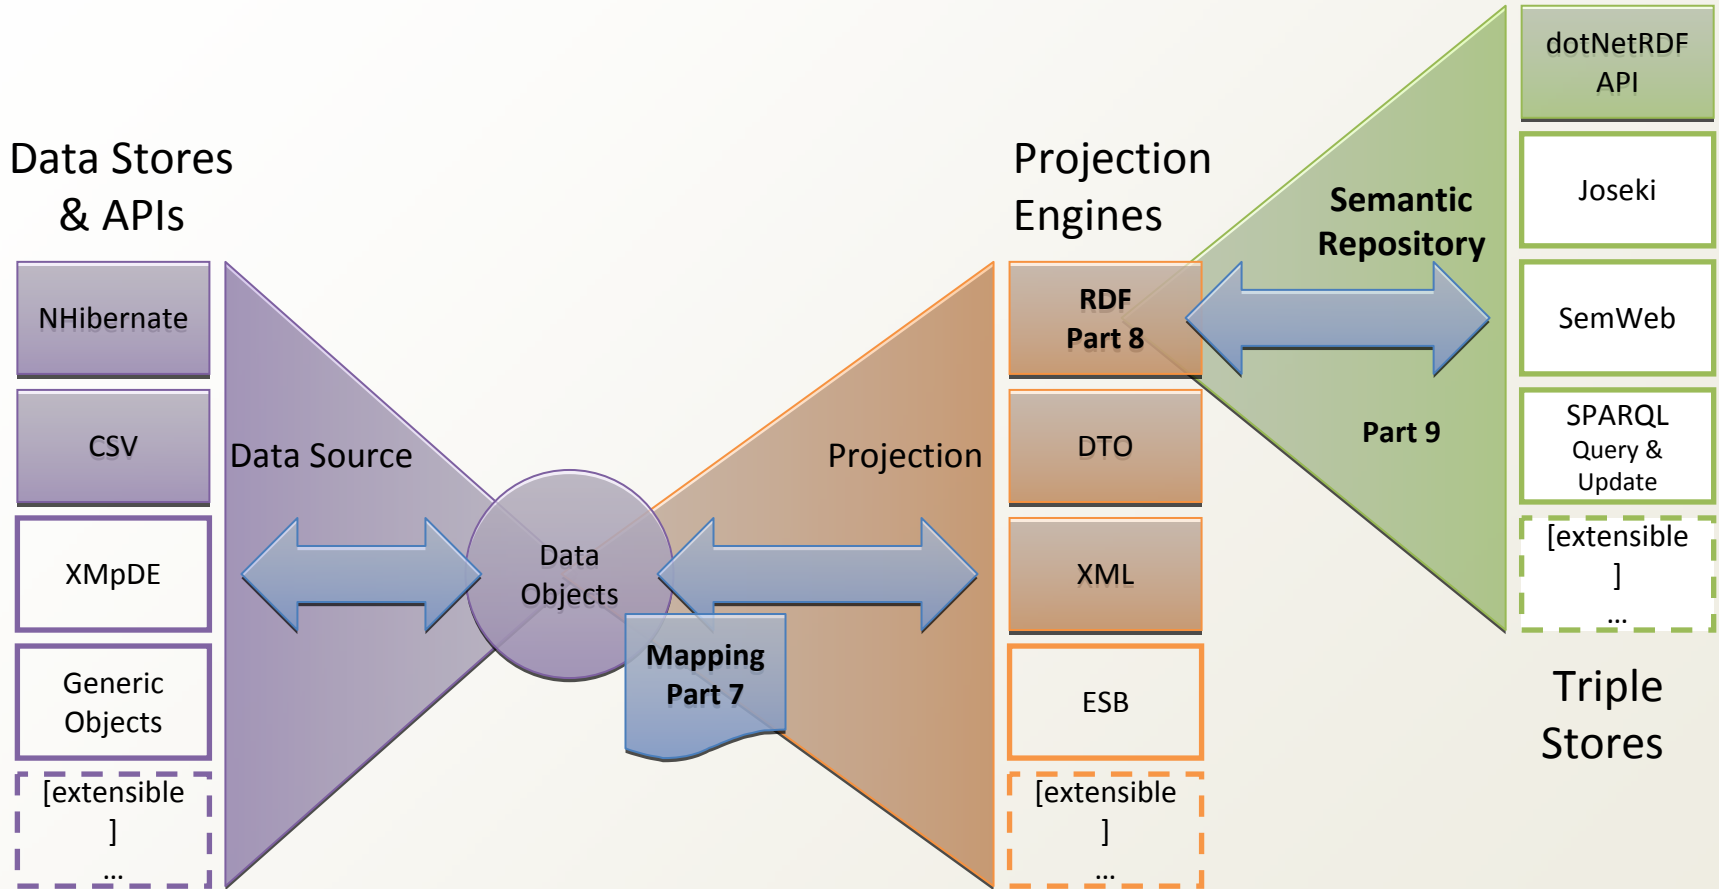 Data Stores
& APIs
NHibernate
CSV
XMpDE
Generic
Objects
[extensible
]
...
Data Source
Data
Objects
Mapping
Part 7
Projection
Projection
Engines
RDF
Part 8
DTO
XML
ESB
[extensible
]
...
Semantic
Repository
Part 9
dotNetRDF
API
Joseki
SemWeb
SPARQL
Query &
Update
[extensible
]
...
Triple
Stores